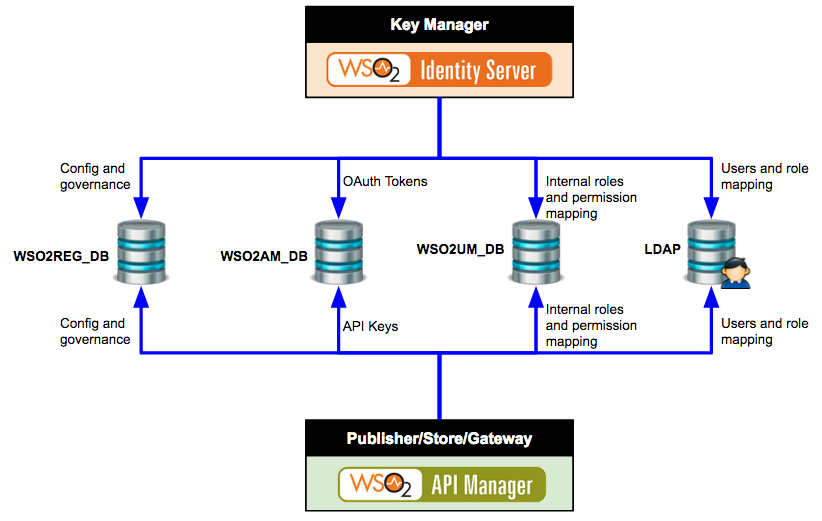 Key Manager
WSO2 Identity Server
Config and
governance
OAuth Tokens
Internal roles
and permission
mapping
Users and role
mapping
WSO2REG_DB
WSO2AM_DB
WSO2UM_DB
LDAP
Config and
governance
API Keys
Internal roles
and permission
mapping
Users and role
mapping
Publisher/Store/Gateway
WSO2 API Manager